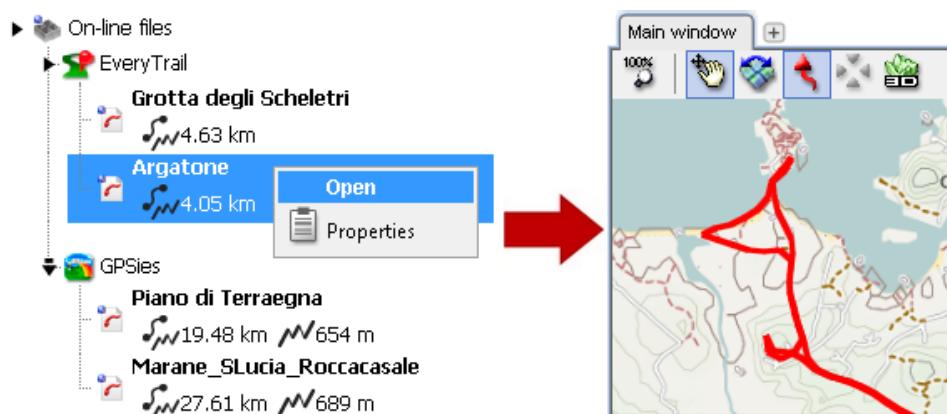 On-line files
EveryTrail
Grotta degli Scheletri
4.63 km
Argatone
4.05 km
Open
Properties
GPSies
Piano di Terraegna
19.48 km 654 m
Marane_SLucia_Roccacasale
27.61 km 689 m
Main window
100%
3D